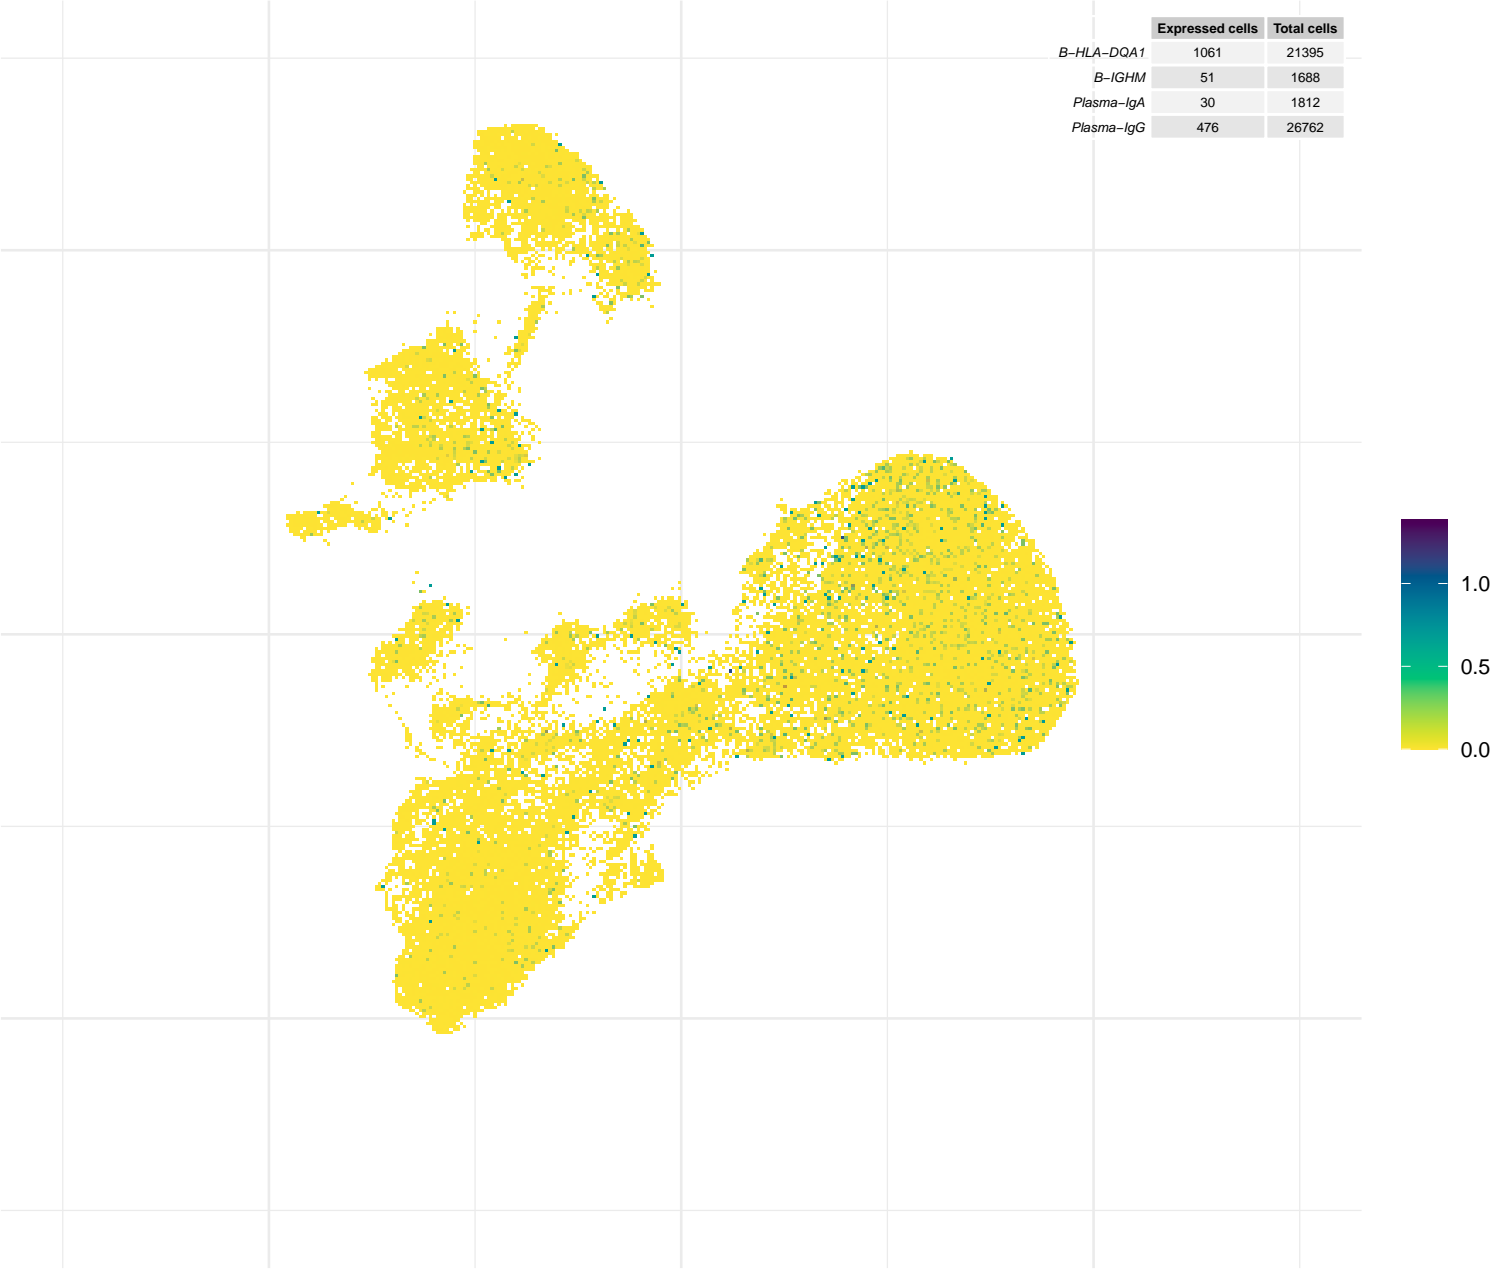 Expressed cells Total cells
B−HLA−DQA1 1061 21395
B−IGHM 51 1688
Plasma−IgA 30 1812
Plasma−IgG 476 26762
1.0
0.5
0.0